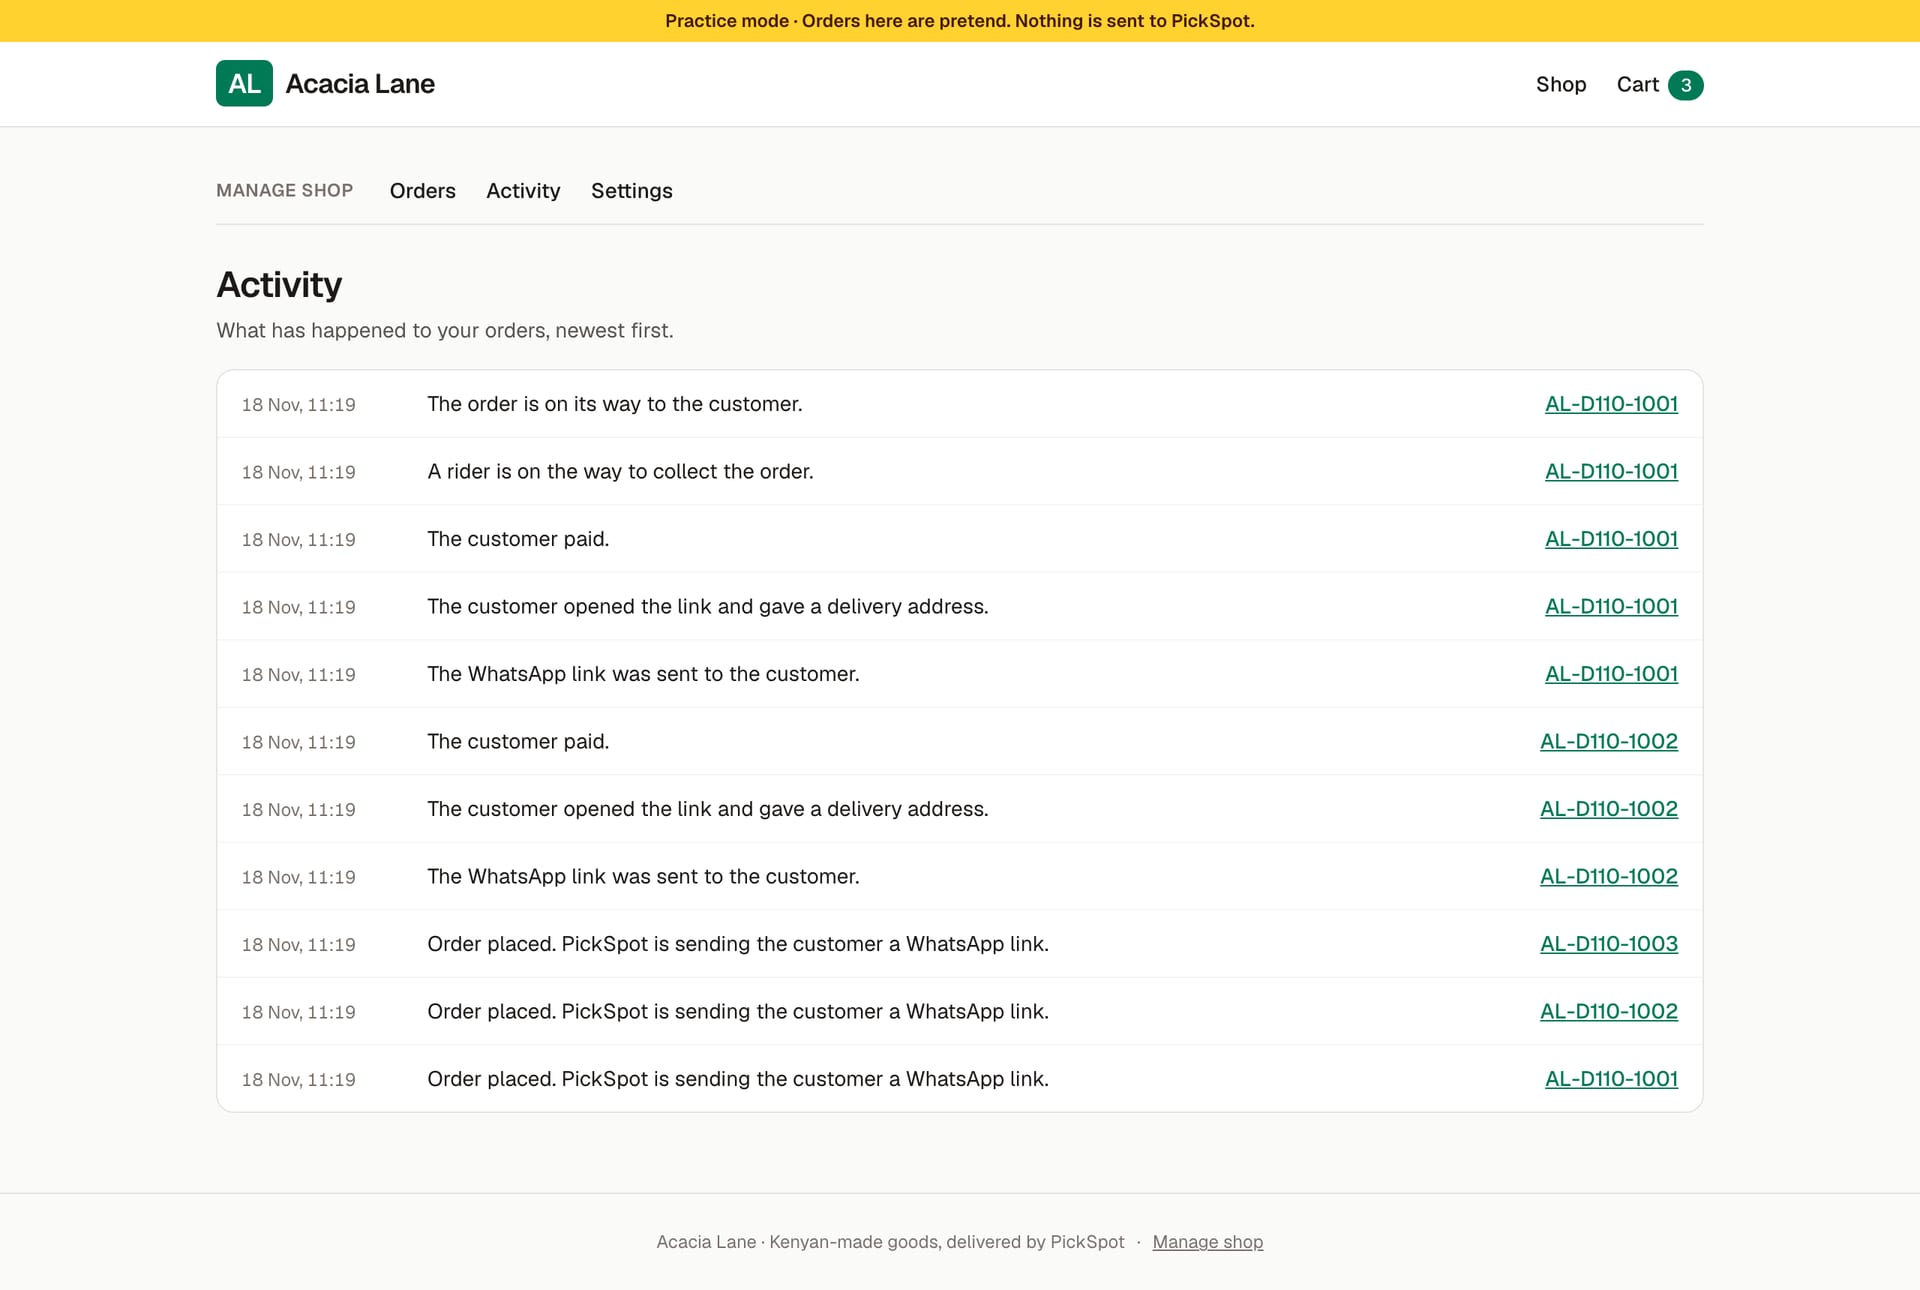 Practice mode · Orders here are pretend. Nothing is sent to PickSpot.
AL Acacia Lane Shop Cart 3
MANAGE SHOP Orders Activity Settings
Activity
What has happened to your orders, newest first.
18 Nov, 11:19 The order is on its way to the customer. AL-D110-1001
18 Nov, 11:19 A rider is on the way to collect the order. AL-D110-1001
18 Nov, 11:19 The customer paid. AL-D110-1001
18 Nov, 11:19 The customer opened the link and gave a delivery address. AL-D110-1001
18 Nov, 11:19 The WhatsApp link was sent to the customer. AL-D110-1001
18 Nov, 11:19 The customer paid. AL-D110-1002
18 Nov, 11:19 The customer opened the link and gave a delivery address. AL-D110-1002
18 Nov, 11:19 The WhatsApp link was sent to the customer. AL-D110-1002
18 Nov, 11:19 Order placed. PickSpot is sending the customer a WhatsApp link. AL-D110-1003
18 Nov, 11:19 Order placed. PickSpot is sending the customer a WhatsApp link. AL-D110-1002
18 Nov, 11:19 Order placed. PickSpot is sending the customer a WhatsApp link. AL-D110-1001
Acacia Lane · Kenyan-made goods, delivered by PickSpot · Manage shop